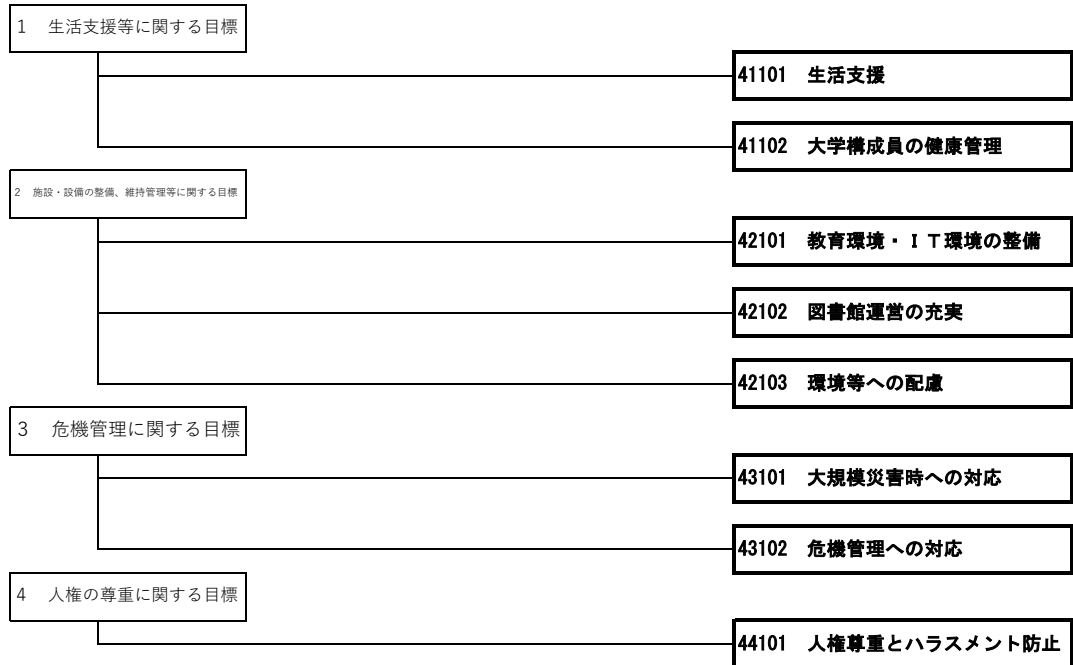 1　生活支援等に関する目標
41101　生活支援
41102　大学構成員の健康管理
2　施設・設備の整備、維持管理等に関する目標
42101　教育環境・ＩＴ環境の整備
42102　図書館運営の充実
42103　環境等への配慮
3　危機管理に関する目標
43101　大規模災害時への対応
43102　危機管理への対応
4　人権の尊重に関する目標
44101　人権尊重とハラスメント防止